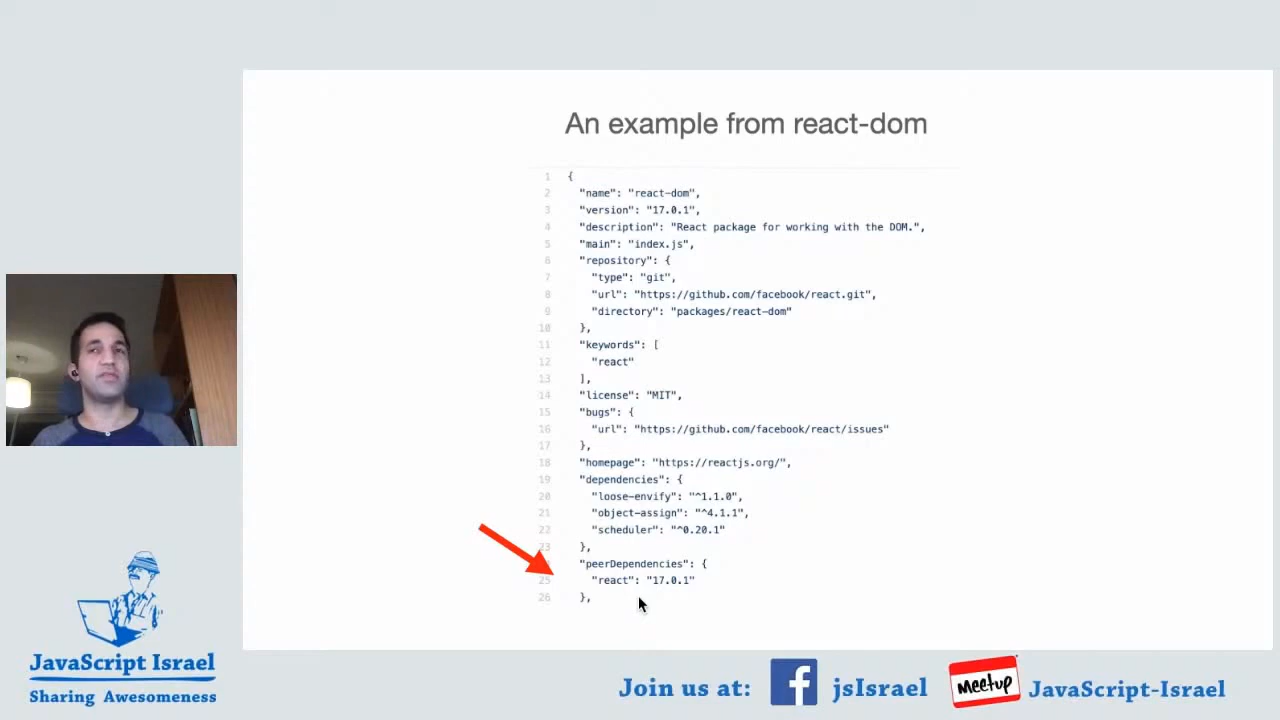 An example from react-dom
1 {
2 "name": "react-dom",
3 "version": "17.0.1",
4 "description": "React package for working with the DOM.",
5 "main": "index.js",
6 "repository": {
7 "type": "git",
8 "url": "https://github.com/facebook/react.git",
9 "directory": "packages/react-dom"
10 },
11 "keywords": [
12 "react"
13 ],
14 "license": "MIT",
15 "bugs": {
16 "url": "https://github.com/facebook/react/issues"
17 },
18 "homepage": "https://reactjs.org/",
19 "dependencies": {
20 "loose-envify": "^1.1.0",
21 "object-assign": "^4.1.1",
22 "scheduler": "^0.20.1"
23 },
"peerDependencies": {
25 "react": "17.0.1"
26 },
JavaScript Israel
Sharing Awesomeness
Join us at: f jsIsrael Meetup JavaScript-Israel